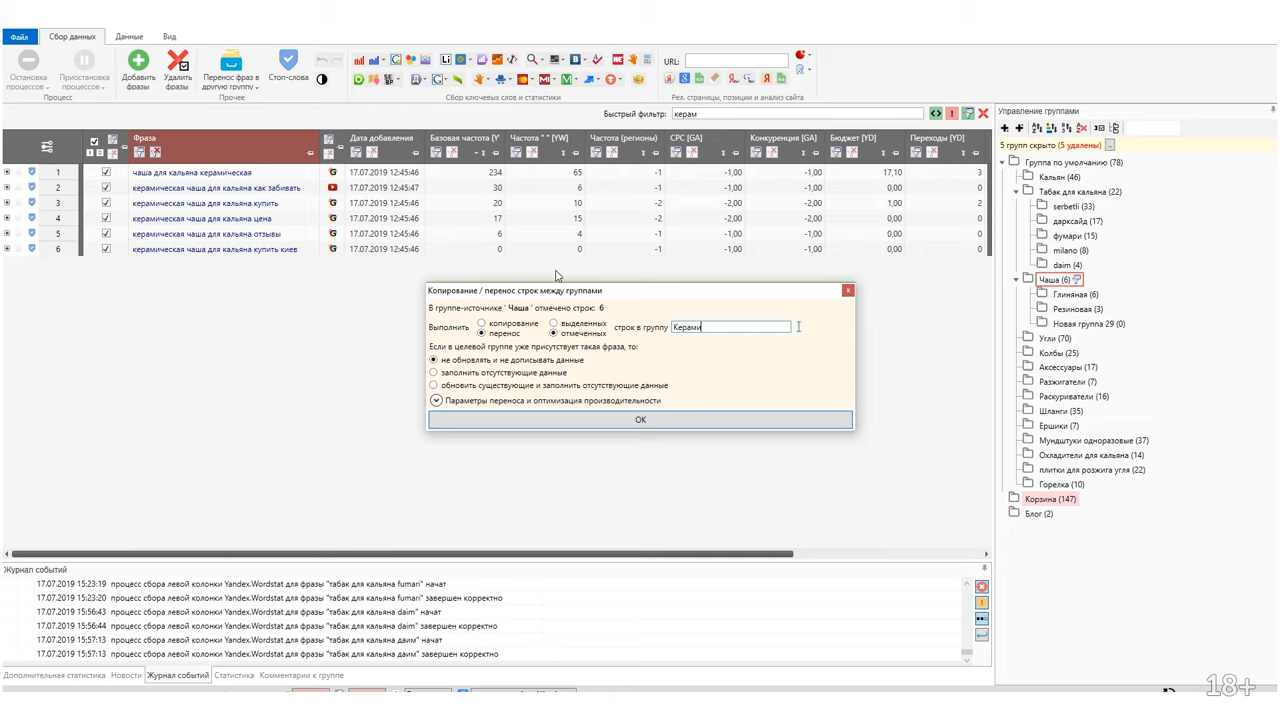 Файл Сбор данных Данные Вид
Остановка процессов
Приостановка процессов
Процесс
Добавить фразы
Удалить фразы
Перенос фраз в другую группу
Стоп-слова
Прочее
Сбор ключевых слов и статистики
URL:
Рел. страницы, позиции и анализ сайта
Быстрый фильтр: керам
Фраза Дата добавления Базовая частота [Y Частота " " [YW] Частота (регионы) CPC [GA] Конкуренция [GA] Бюджет [YD] Переходы [YD]
1 чаша для кальяна керамическая 17.07.2019 12:45:46 234 65 -1 -1,00 -1,00 17,10 3
2 керамическая чаша для кальяна как забивать 17.07.2019 12:45:47 30 6 -1 -1,00 -1,00 0,00 0
3 керамическая чаша для кальяна купить 17.07.2019 12:45:46 20 10 -2 -2,00 -2,00 1,00 2
4 керамическая чаша для кальяна цена 17.07.2019 12:45:46 17 15 -2 -2,00 -2,00 0,00 0
5 керамическая чаша для кальяна отзывы 17.07.2019 12:45:46 6 4 -1 -1,00 -1,00 0,00 0
6 керамическая чаша для кальяна купить киев 17.07.2019 12:45:46 0 0 -1 -1,00 -1,00 0,00 0
Копирование / перенос строк между группами
В группе-источнике ' Чаша ' отмечено строк: 6
Выполнить копирование перенос выделенных отмеченных строк в группу Керами
Если в целевой группе уже присутствует такая фраза, то:
не обновлять и не дописывать данные
заполнить отсутствующие данные
обновить существующие и заполнить отсутствующие данные
Параметры переноса и оптимизация производительности
OK
Управление группами
5 групп скрыто (5 удалены) ...
Группа по умолчанию (78)
Кальян (46)
Табак для кальяна (22)
serbetli (33)
дарксайд (17)
фумари (15)
milano (8)
daim (4)
Чаша (6)
Глиняная (6)
Резиновая (3)
Новая группа 29 (0)
Угли (70)
Колбы (25)
Аксессуары (17)
Разжигатели (7)
Раскуриватели (16)
Шланги (35)
Ершики (7)
Мундштуки одноразовые (37)
Охладители для кальяна (14)
плитки для розжига угля (22)
Горелка (10)
Корзина (147)
Блог (2)
Журнал событий
17.07.2019 15:23:19 процесс сбора левой колонки Yandex.Wordstat для фразы "табак для кальяна fumari" начат
17.07.2019 15:23:20 процесс сбора левой колонки Yandex.Wordstat для фразы "табак для кальяна fumari" завершен корректно
17.07.2019 15:56:43 процесс сбора левой колонки Yandex.Wordstat для фразы "табак для кальяна daim" начат
17.07.2019 15:56:44 процесс сбора левой колонки Yandex.Wordstat для фразы "табак для кальяна daim" завершен корректно
17.07.2019 15:57:13 процесс сбора левой колонки Yandex.Wordstat для фразы "табак для кальяна даим" начат
17.07.2019 15:57:13 процесс сбора левой колонки Yandex.Wordstat для фразы "табак для кальяна даим" завершен корректно
Дополнительная статистика Новости Журнал событий Статистика Комментарии к группе
18+